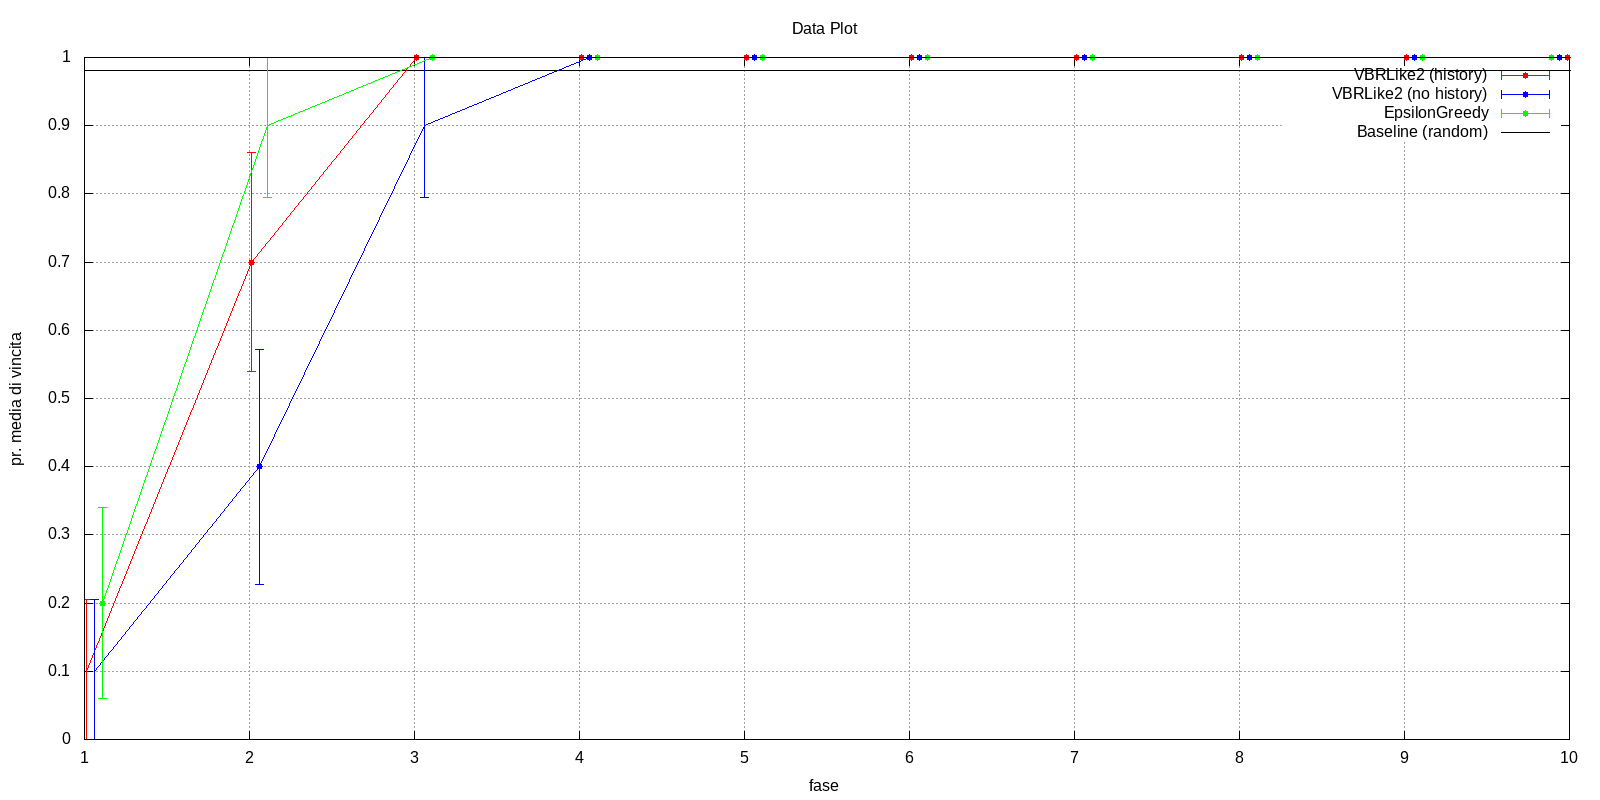 Data Plot
1
0.9
0.8
0.7
0.6
0.5
0.4
0.3
0.2
0.1
0
pr. media di vincita
VBRLike2 (history)
VBRLike2 (no history)
EpsilonGreedy
Baseline (random)
1 2 3 4 5 6 7 8 9 10
fase